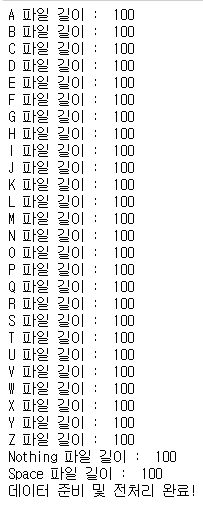 A 파일 길이 :  100
B 파일 길이 :  100
C 파일 길이 :  100
D 파일 길이 :  100
E 파일 길이 :  100
F 파일 길이 :  100
G 파일 길이 :  100
H 파일 길이 :  100
I 파일 길이 :  100
J 파일 길이 :  100
K 파일 길이 :  100
L 파일 길이 :  100
M 파일 길이 :  100
N 파일 길이 :  100
O 파일 길이 :  100
P 파일 길이 :  100
Q 파일 길이 :  100
R 파일 길이 :  100
S 파일 길이 :  100
T 파일 길이 :  100
U 파일 길이 :  100
V 파일 길이 :  100
W 파일 길이 :  100
X 파일 길이 :  100
Y 파일 길이 :  100
Z 파일 길이 :  100
Nothing 파일 길이 :  100
Space 파일 길이 :  100
데이터 준비 및 전처리 완료!